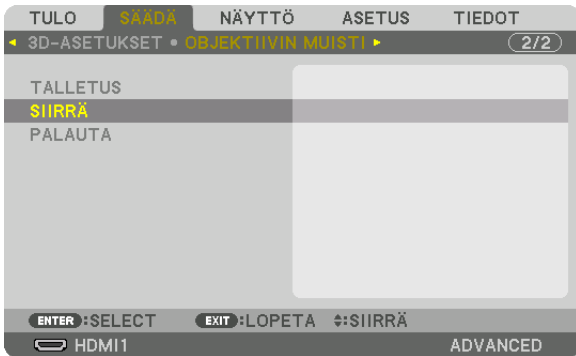 TULO SÄÄDÄ NÄYTTÖ ASETUS TIEDOT
3D-ASETUKSET • OBJEKTIIVIN MUISTI 2/2
TALLETUS
SIIRRÄ
PALAUTA
ENTER :SELECT EXIT :LOPETA :SIIRRÄ
HDMI1 ADVANCED